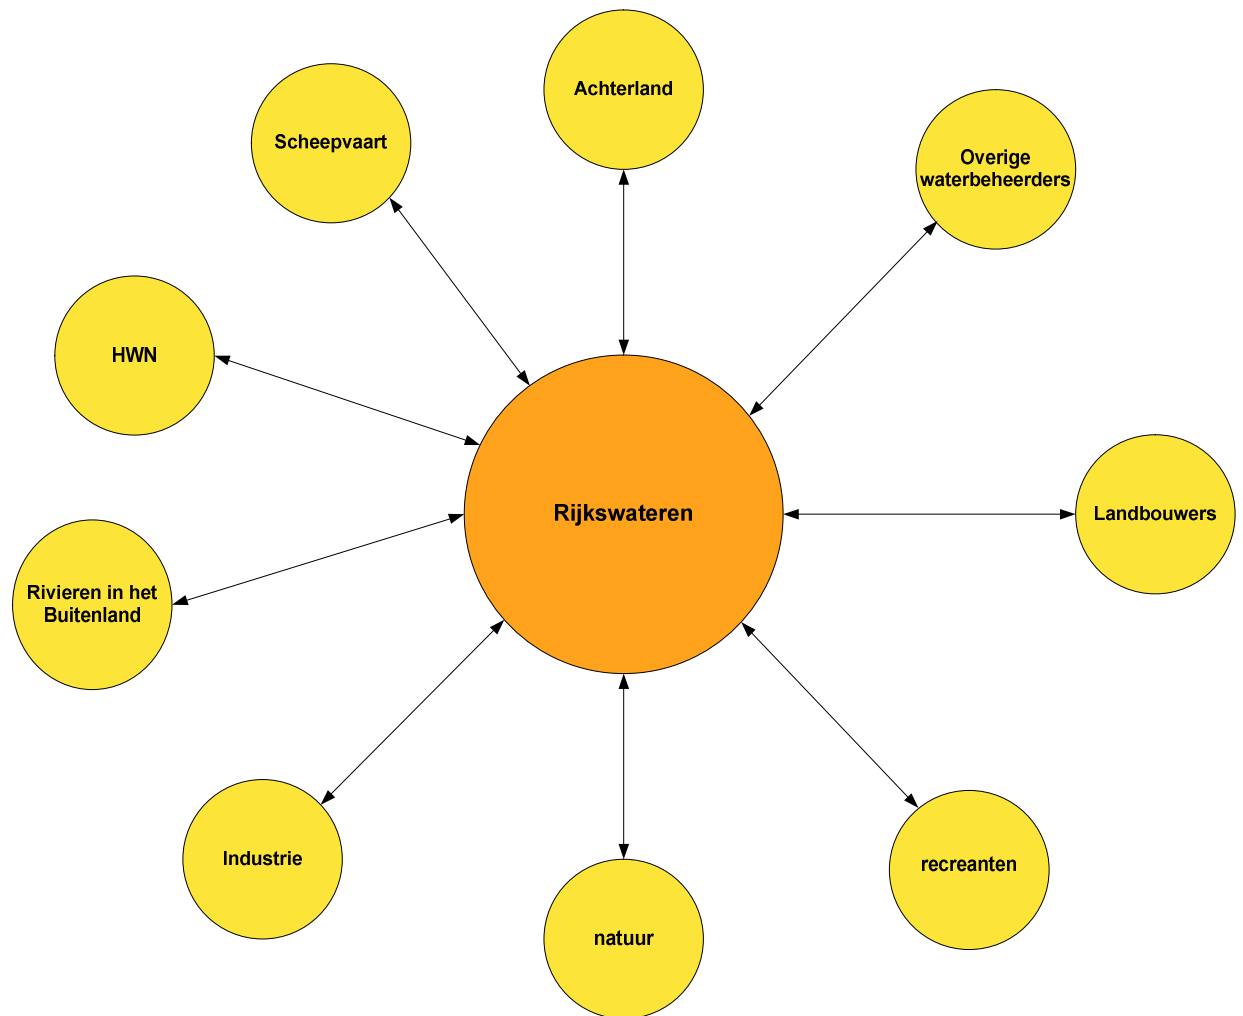 Achterland
Scheepvaart
Overige
waterbeheerders
HWN
Rijkswateren
Landbouwers
Rivieren in het
Buitenland
Industrie
recreanten
natuur